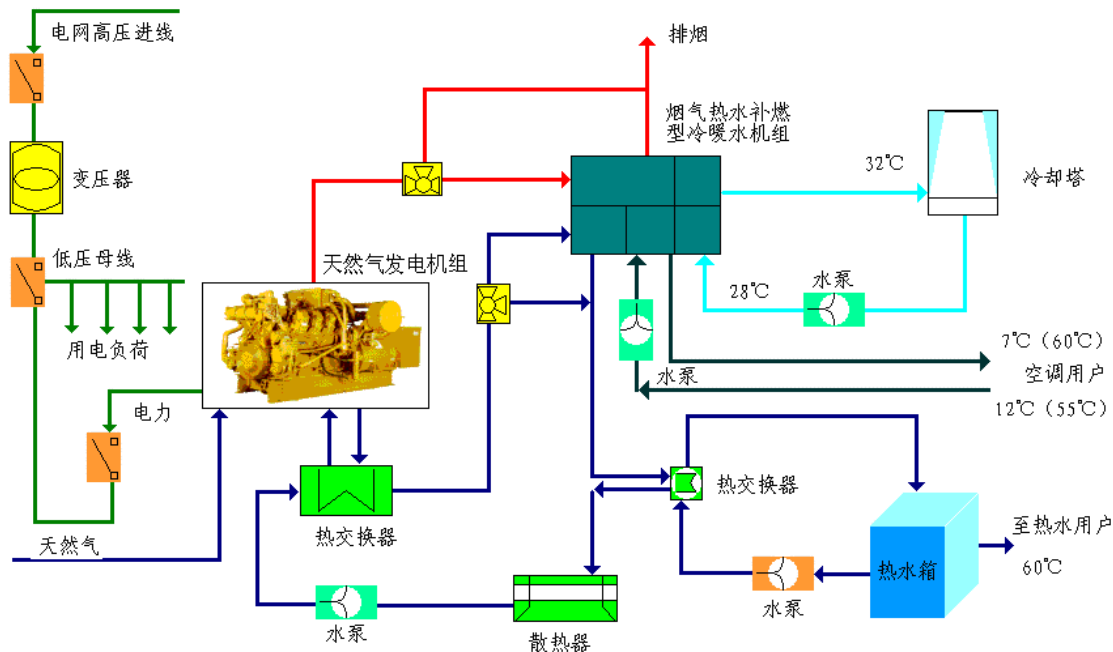 电网高压进线
排烟
烟气热水补燃
型冷暖水机组
32℃
冷却塔
变压器
低压母线
天然气发电机组
28℃
水泵
用电负荷
水泵
7℃（60℃）
空调用户
12℃（55℃）
电力
热交换器
热交换器
天然气
至热水用户
60℃
热水箱
水泵
水泵
散热器